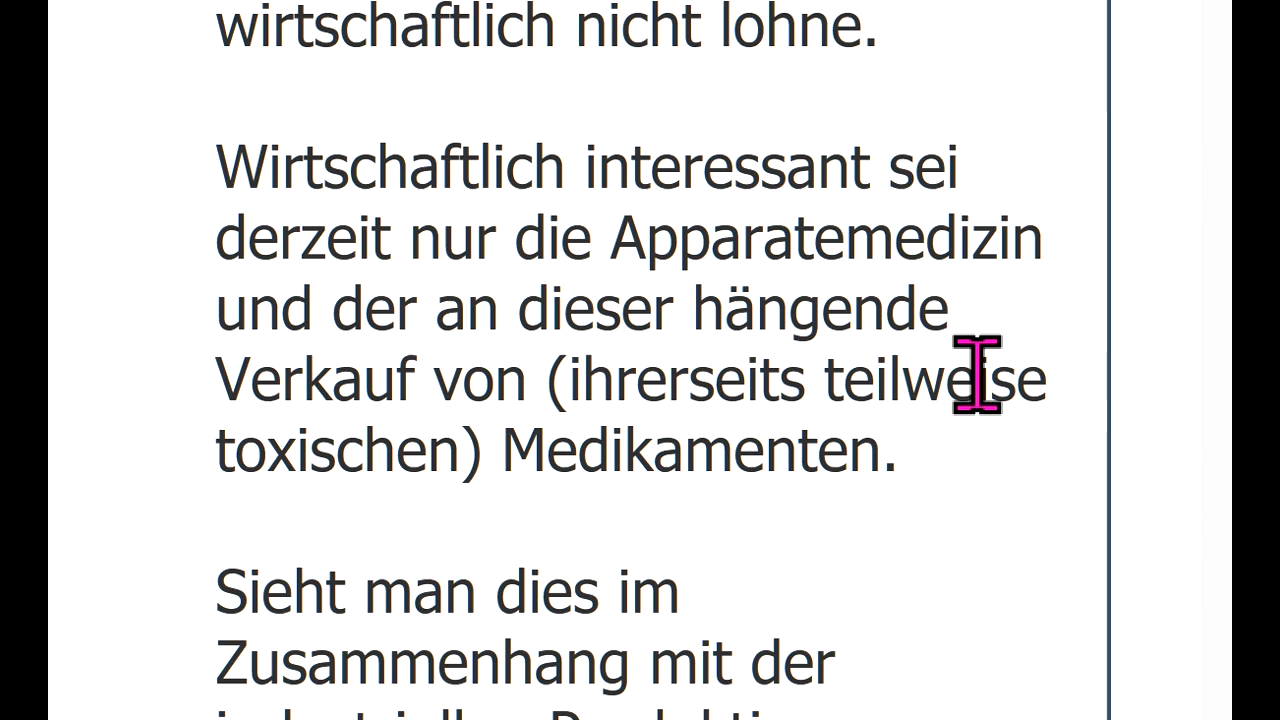 wirtschaftlich nicht lohne.
Wirtschaftlich interessant sei
derzeit nur die Apparatemedizin
und der an dieser hängende
Verkauf von (ihrerseits teilweise
toxischen) Medikamenten.
Sieht man dies im
Zusammenhang mit der